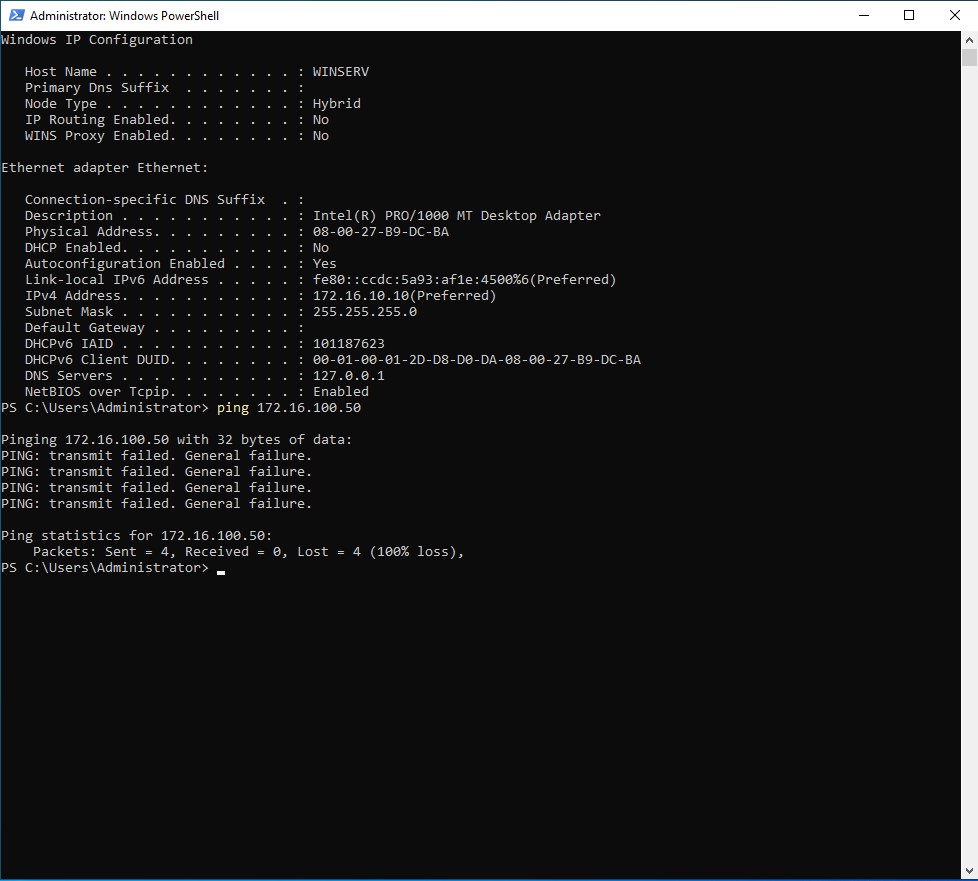 Administrator: Windows PowerShell
Windows IP Configuration
   Host Name . . . . . . . . . . . . : WINSERV
   Primary Dns Suffix  . . . . . . . :
   Node Type . . . . . . . . . . . . : Hybrid
   IP Routing Enabled. . . . . . . . : No
   WINS Proxy Enabled. . . . . . . . : No
Ethernet adapter Ethernet:
   Connection-specific DNS Suffix  . :
   Description . . . . . . . . . . . : Intel(R) PRO/1000 MT Desktop Adapter
   Physical Address. . . . . . . . . : 08-00-27-B9-DC-BA
   DHCP Enabled. . . . . . . . . . . : No
   Autoconfiguration Enabled . . . . : Yes
   Link-local IPv6 Address . . . . . : fe80::ccdc:5a93:af1e:4500%6(Preferred)
   IPv4 Address. . . . . . . . . . . : 172.16.10.10(Preferred)
   Subnet Mask . . . . . . . . . . . : 255.255.255.0
   Default Gateway . . . . . . . . . :
   DHCPv6 IAID . . . . . . . . . . . : 101187623
   DHCPv6 Client DUID. . . . . . . . : 00-01-00-01-2D-D8-D0-DA-08-00-27-B9-DC-BA
   DNS Servers . . . . . . . . . . . : 127.0.0.1
   NetBIOS over Tcpip. . . . . . . . : Enabled
PS C:\Users\Administrator> ping 172.16.100.50
Pinging 172.16.100.50 with 32 bytes of data:
PING: transmit failed. General failure.
PING: transmit failed. General failure.
PING: transmit failed. General failure.
PING: transmit failed. General failure.
Ping statistics for 172.16.100.50:
    Packets: Sent = 4, Received = 0, Lost = 4 (100% loss),
PS C:\Users\Administrator>